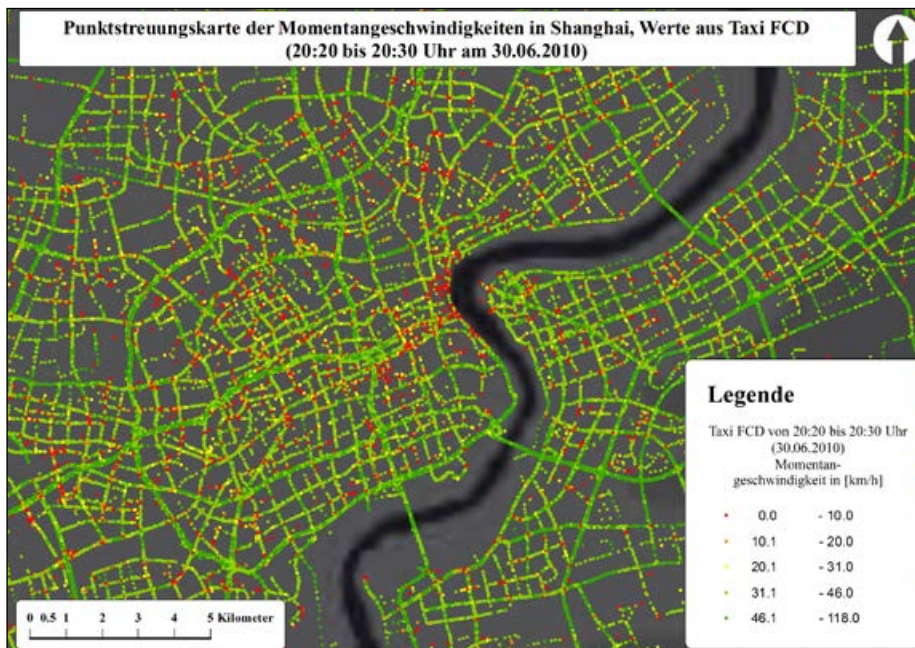 Punktstreuungskarte der Momentangeschwindigkeiten in Shanghai, Werte aus Taxi FCD
(20:20 bis 20:30 Uhr am 30.06.2010)
Legende
Taxi FCD von 20:20 bis 20:30 Uhr
(30.06.2010)
Momentan-
geschwindigkeit in [km/h]
0.0 - 10.0
10.1 - 20.0
20.1 - 31.0
31.1 - 46.0
46.1 - 118.0
0 0.5 1 2 3 4 5 Kilometer